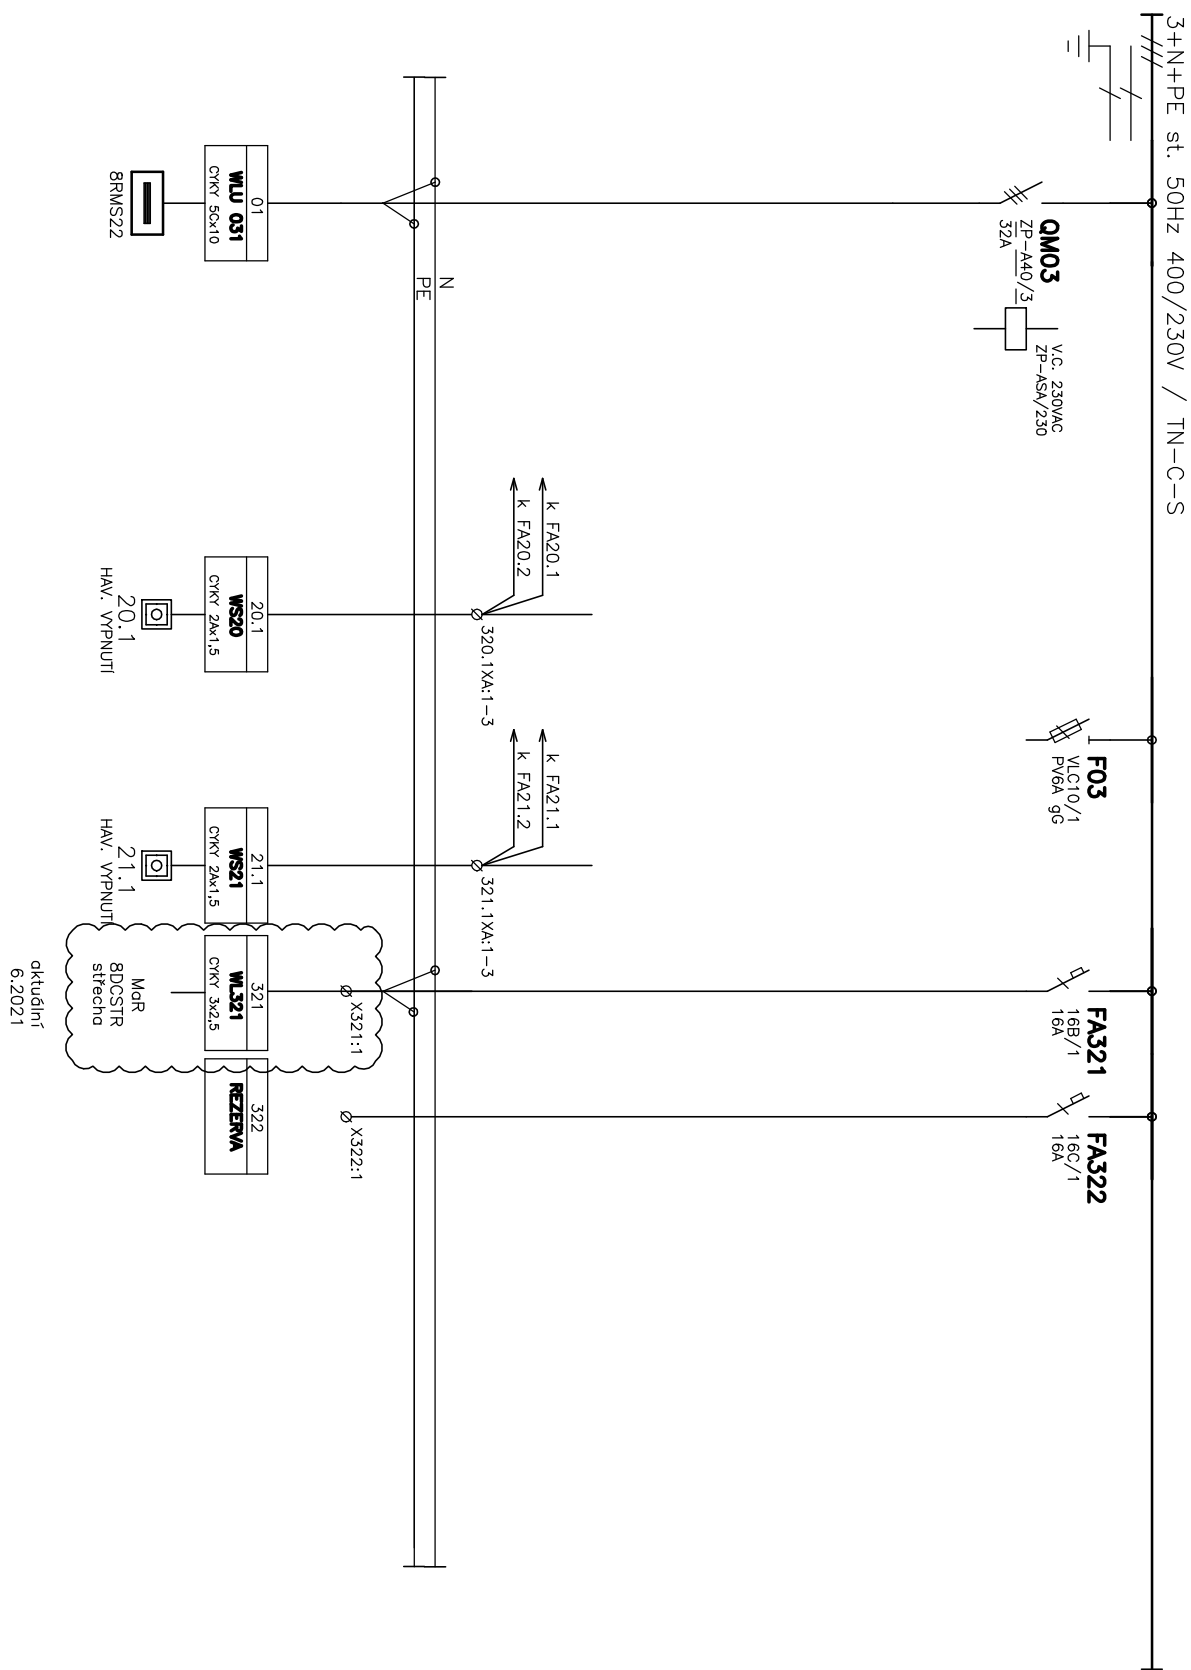 3+N+PE st. 50Hz 400/230V / TN-C-S
QM03
ZP-A40/3
32A
V.C. 230VAC
ZP-ASA/230
F03
VLC10/1
PV6A gG
FA321
16B/1
16A
FA322
16C/1
16A
k FA20.1
k FA20.2
320.1XA:1-3
k FA21.1
k FA21.2
321.1XA:1-3
N
PE
X321:1
X322:1
01
WLU 031
CYKY 5Cx10
8RMS22
20.1
WS20
CYKY 2Ax1,5
20.1
HAV. VYPNUTÍ
21.1
WS21
CYKY 2Ax1,5
21.1
HAV. VYPNUTÍ
321
WL321
CYKY 3x2,5
MaR
8DCSTR
střecha
322
REZERVA
aktuální
6.2021